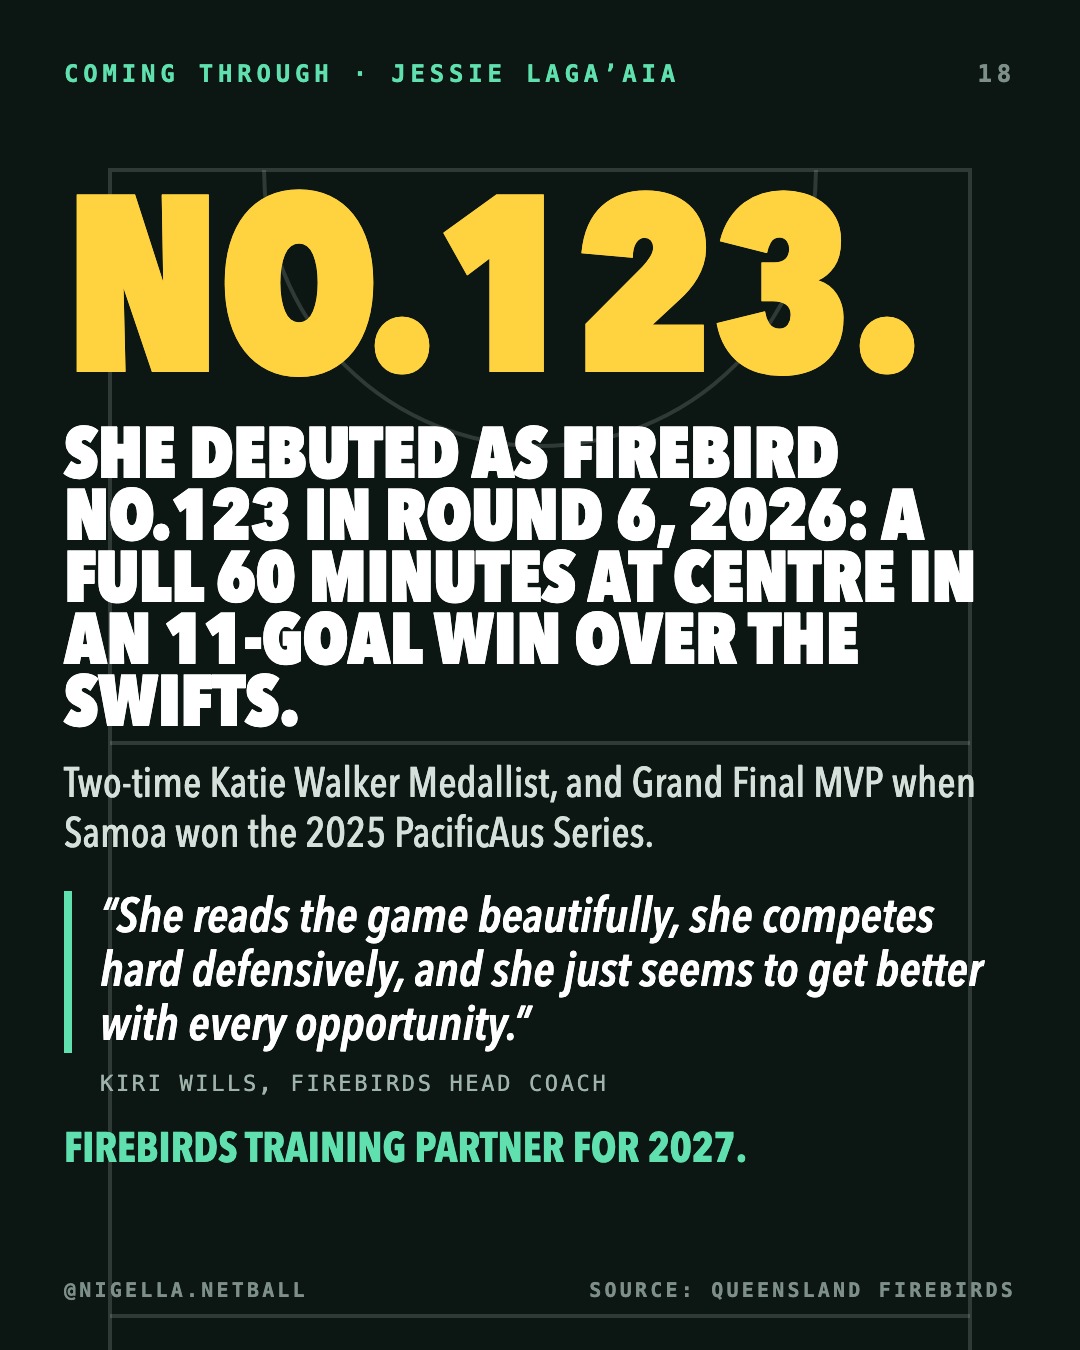 COMING THROUGH · JESSIE LAGA’AIA
18
NO.123.
SHE DEBUTED AS FIREBIRD
NO.123 IN ROUND 6, 2026: A
FULL 60 MINUTES AT CENTRE IN
AN 11-GOAL WIN OVER THE
SWIFTS.
Two-time Katie Walker Medallist, and Grand Final MVP when
Samoa won the 2025 PacificAus Series.
“She reads the game beautifully, she competes
hard defensively, and she just seems to get better
with every opportunity.”
KIRI WILLS, FIREBIRDS HEAD COACH
FIREBIRDS TRAINING PARTNER FOR 2027.
@NIGELLA.NETBALL
SOURCE: QUEENSLAND FIREBIRDS